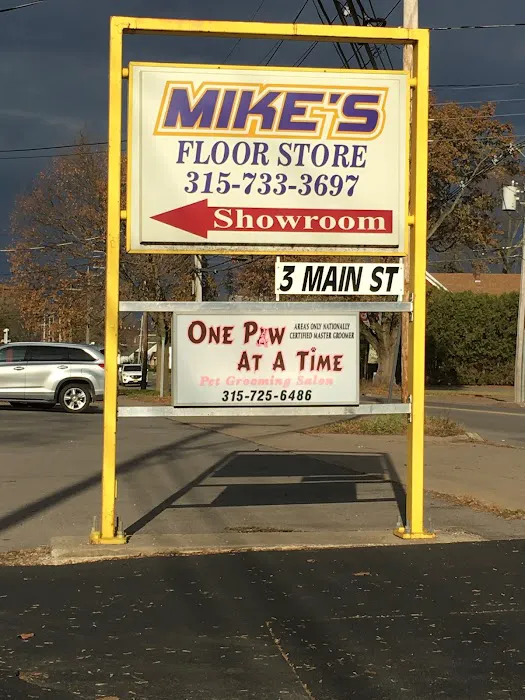 MIKE'S
FLOOR STORE
315-733-3697
Showroom
3 MAIN ST
ONE PAW
AREAS ONLY NATIONALLY
CERTIFIED MASTER GROOMER
AT A TIME
Pet Grooming Salon
315-725-6486